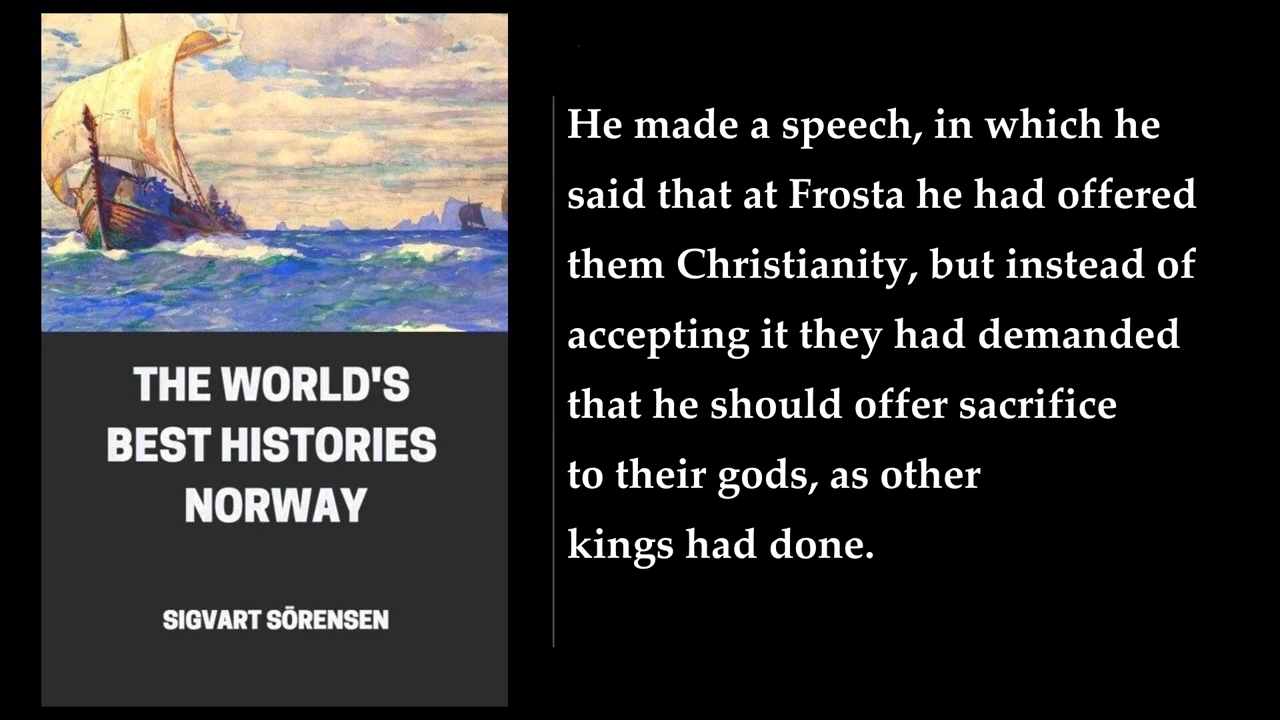 THE WORLD'S
BEST HISTORIES
NORWAY
SIGVART SÖRENSEN
He made a speech, in which he
said that at Frosta he had offered
them Christianity, but instead of
accepting it they had demanded
that he should offer sacrifice
to their gods, as other
kings had done.